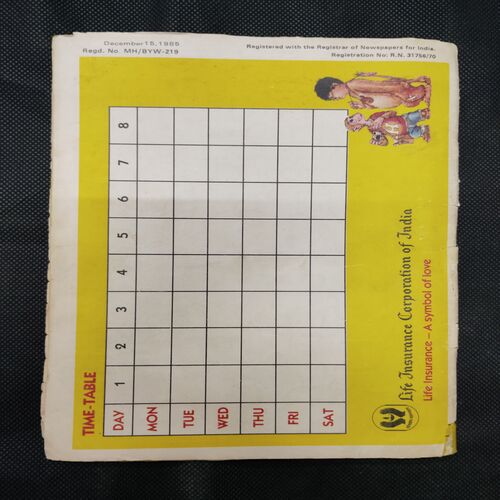 December 15, 1985
Regd. No. MH/BYW-219
Registered with the Registrar of Newspapers for India.
Registration No: R.N. 31756/70
TIME-TABLE
DAY 1 2 3 4 5 6 7 8
MON
TUE
WED
THU
FRI
SAT
Life Insurance Corporation of India
Life Insurance – A symbol of love